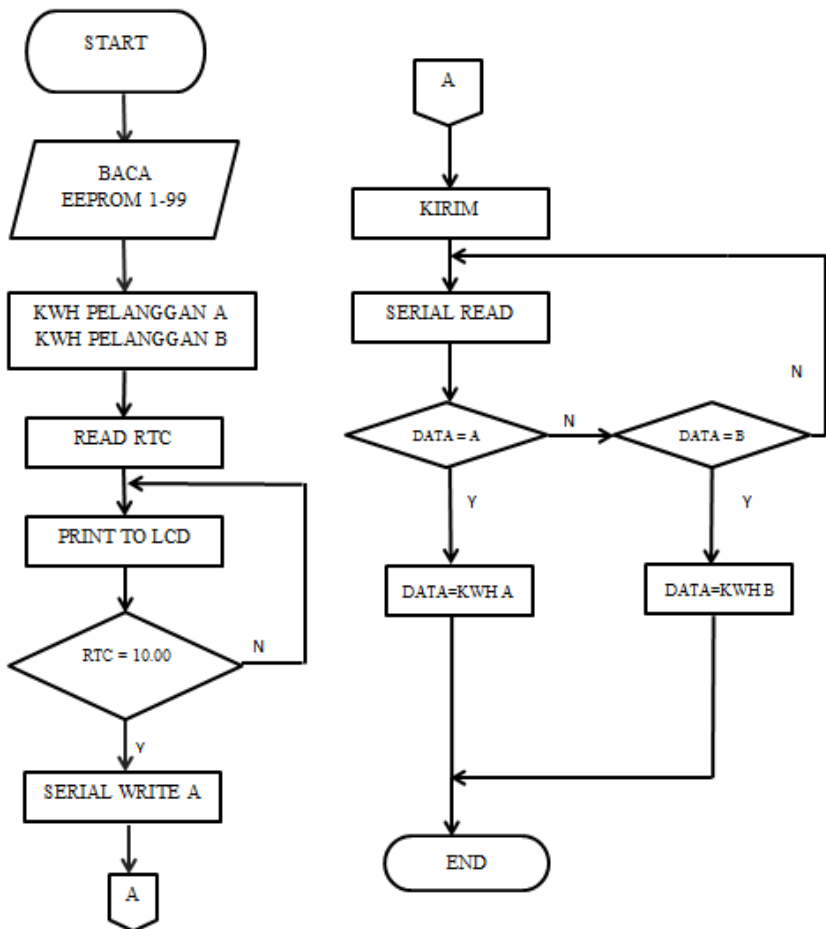 START
BACA
EEPROM 1-99
KWH PELANGGAN A
KWH PELANGGAN B
READ RTC
PRINT TO LCD
RTC = 10.00
N
Y
SERIAL WRITE A
A
A
KIRIM
SERIAL READ
DATA = A
N
DATA = B
N
Y
Y
DATA=KWH A
DATA=KWH B
END